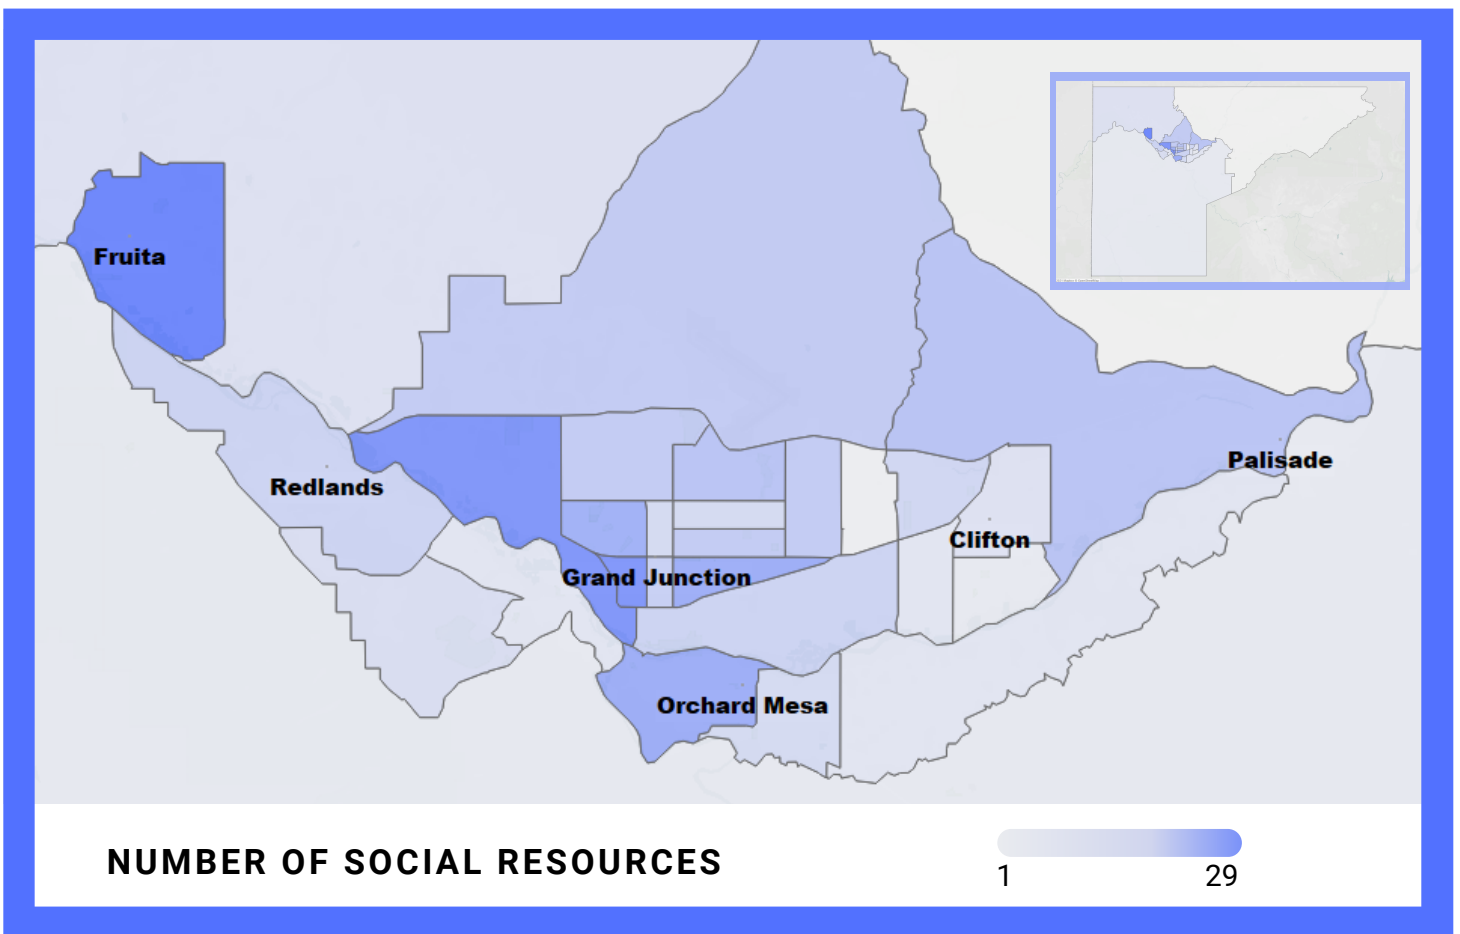 Fruita
Redlands
Palisade
Clifton
Grand Junction
Orchard Mesa
NUMBER OF SOCIAL RESOURCES
1
29